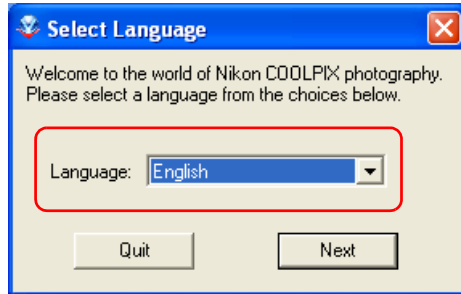 Select Language
Welcome to the world of Nikon COOLPIX photography.
Please select a language from the choices below.
Language: English
Quit Next